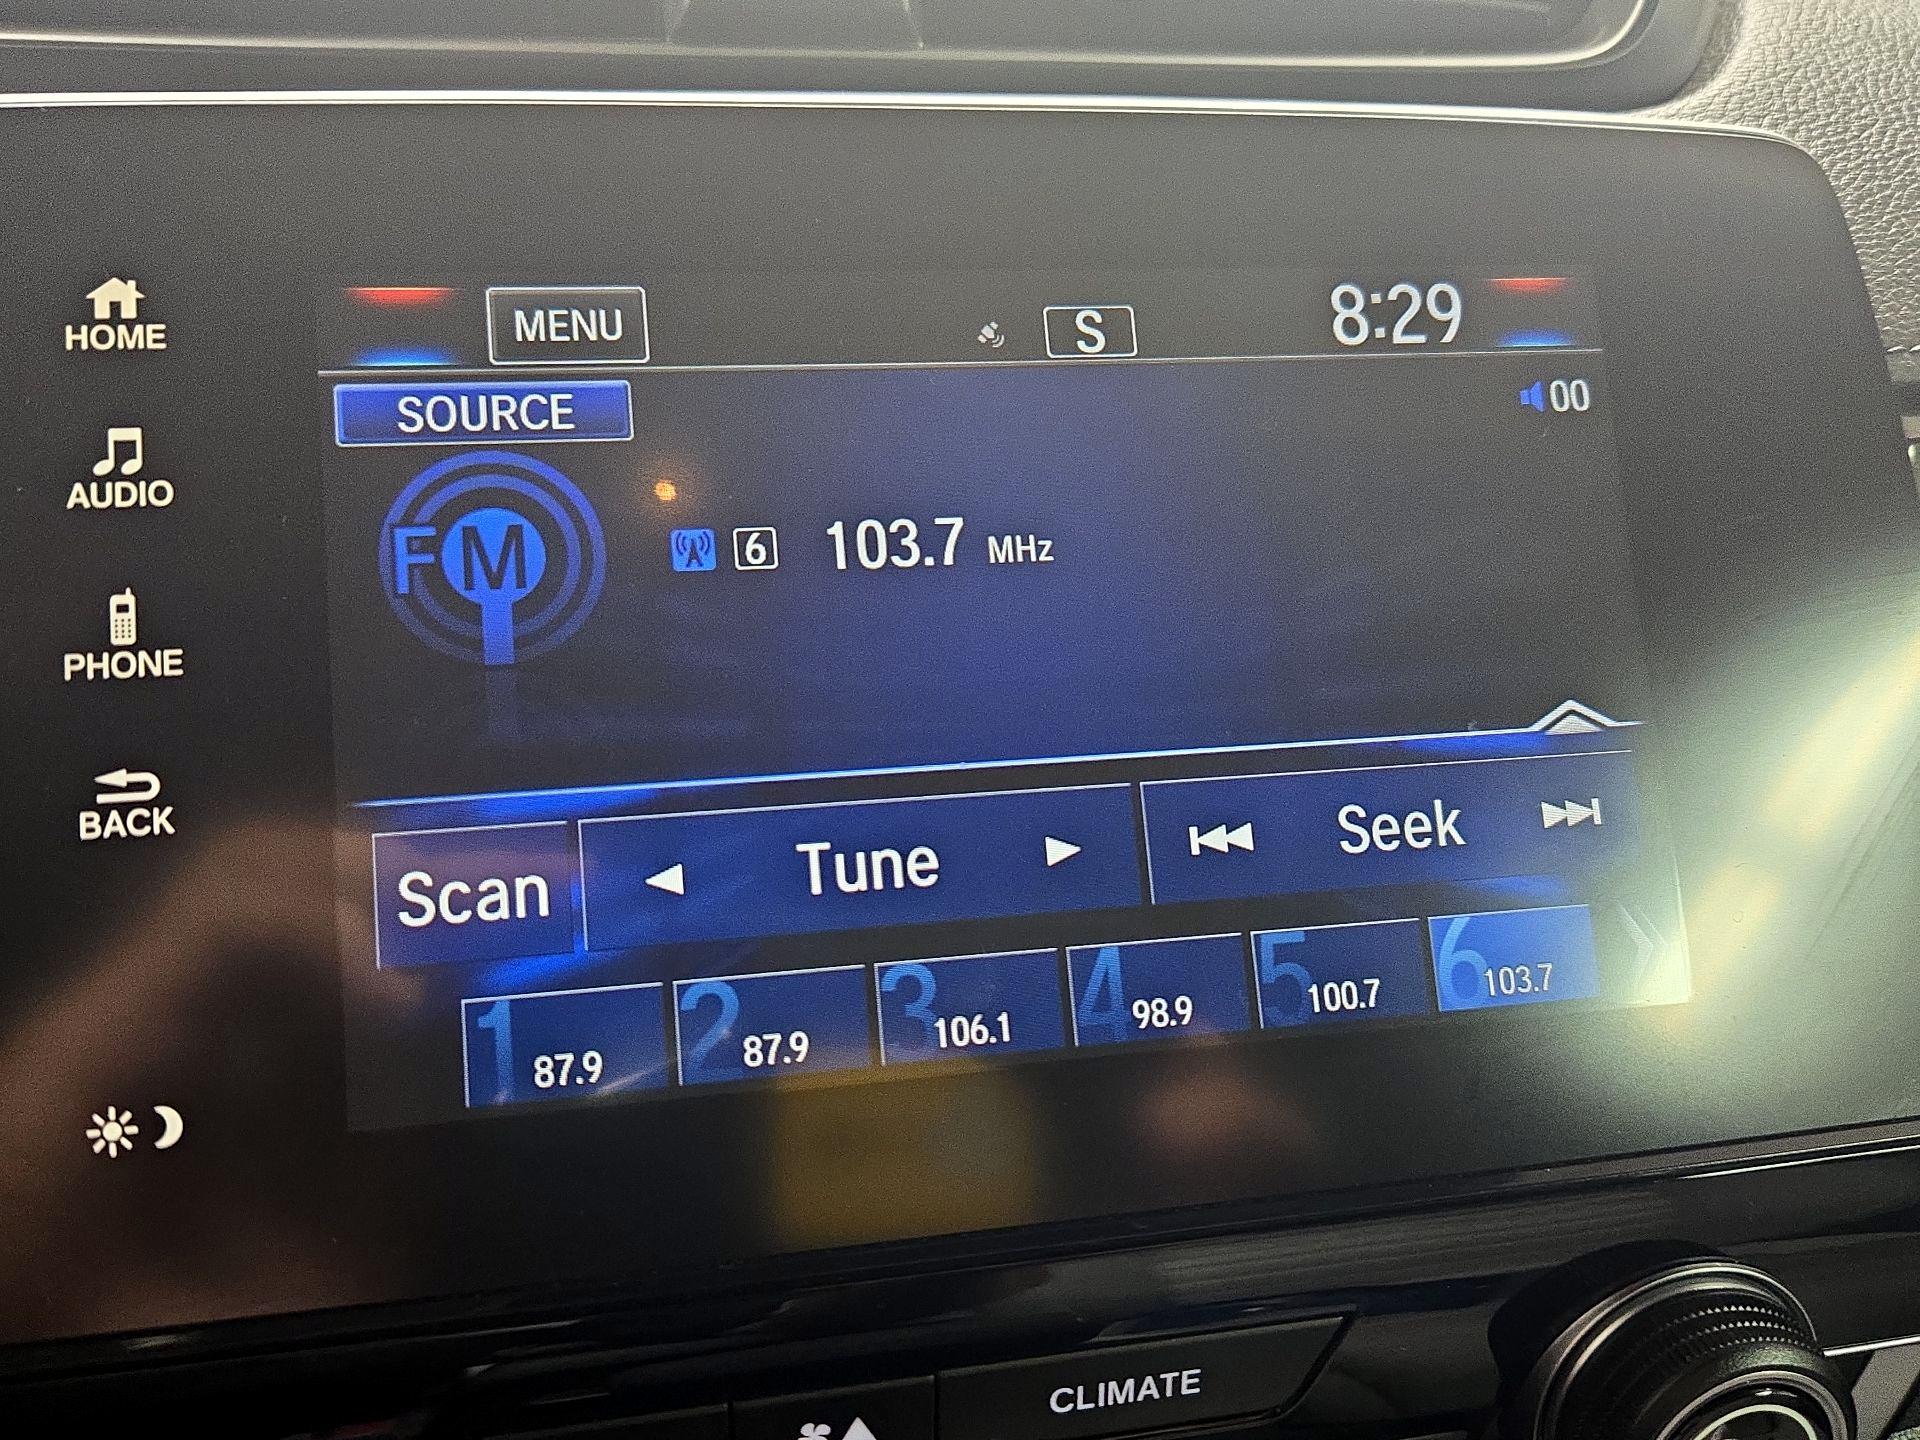 HOME
AUDIO
PHONE
BACK
MENU
S
8:29
SOURCE
00
FM
6 103.7 MHz
Scan
Tune
Seek
1 87.9
2 87.9
3 106.1
4 98.9
5 100.7
6 103.7
CLIMATE